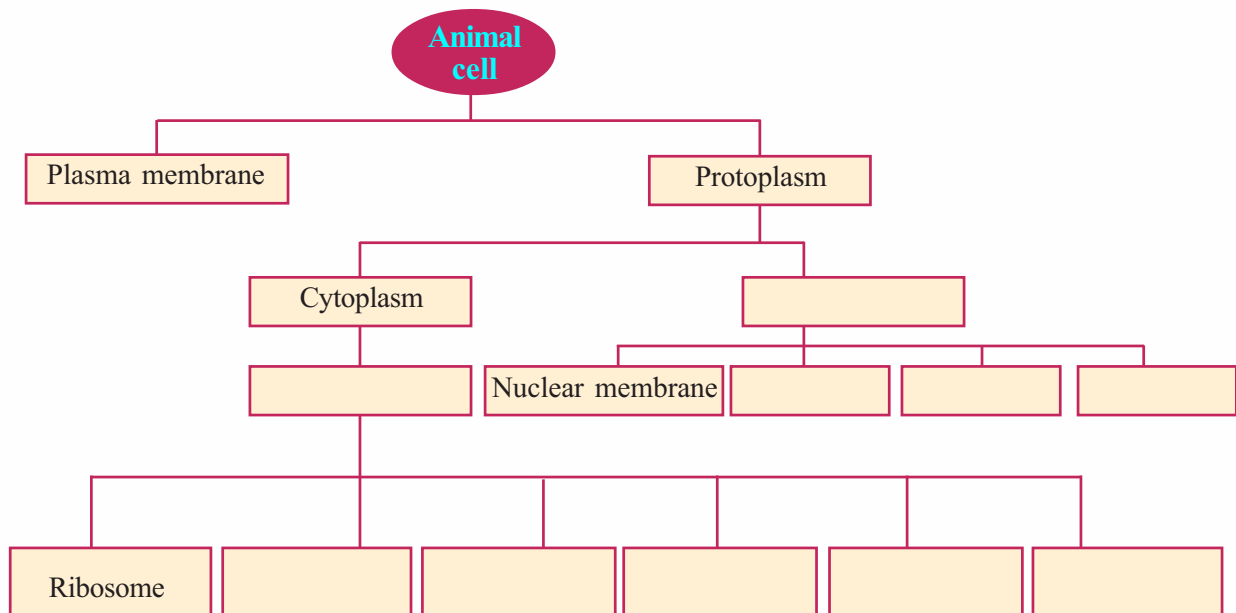 Animal
cell
Plasma membrane
Protoplasm
Cytoplasm
Nuclear membrane
Ribosome